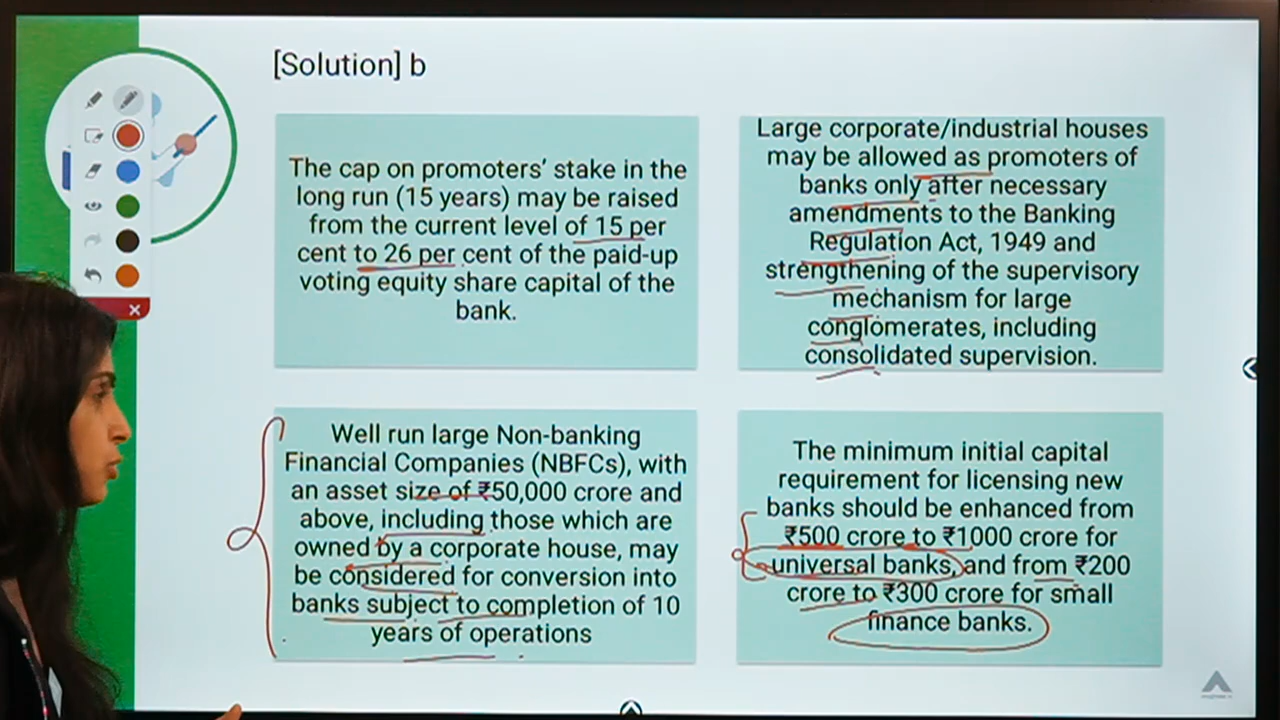 [Solution] b
The cap on promoters' stake in the
long run (15 years) may be raised
from the current level of 15 per
cent to 26 per cent of the paid-up
voting equity share capital of the
bank.
Large corporate/industrial houses
may be allowed as promoters of
banks only after necessary
amendments to the Banking
Regulation Act, 1949 and
strengthening of the supervisory
mechanism for large
conglomerates, including
consolidated supervision.
Well run large Non-banking
Financial Companies (NBFCs), with
an asset size of ₹50,000 crore and
above, including those which are
owned by a corporate house, may
be considered for conversion into
banks subject to completion of 10
years of operations
The minimum initial capital
requirement for licensing new
banks should be enhanced from
₹500 crore to ₹1000 crore for
universal banks, and from ₹200
crore to ₹300 crore for small
finance banks.